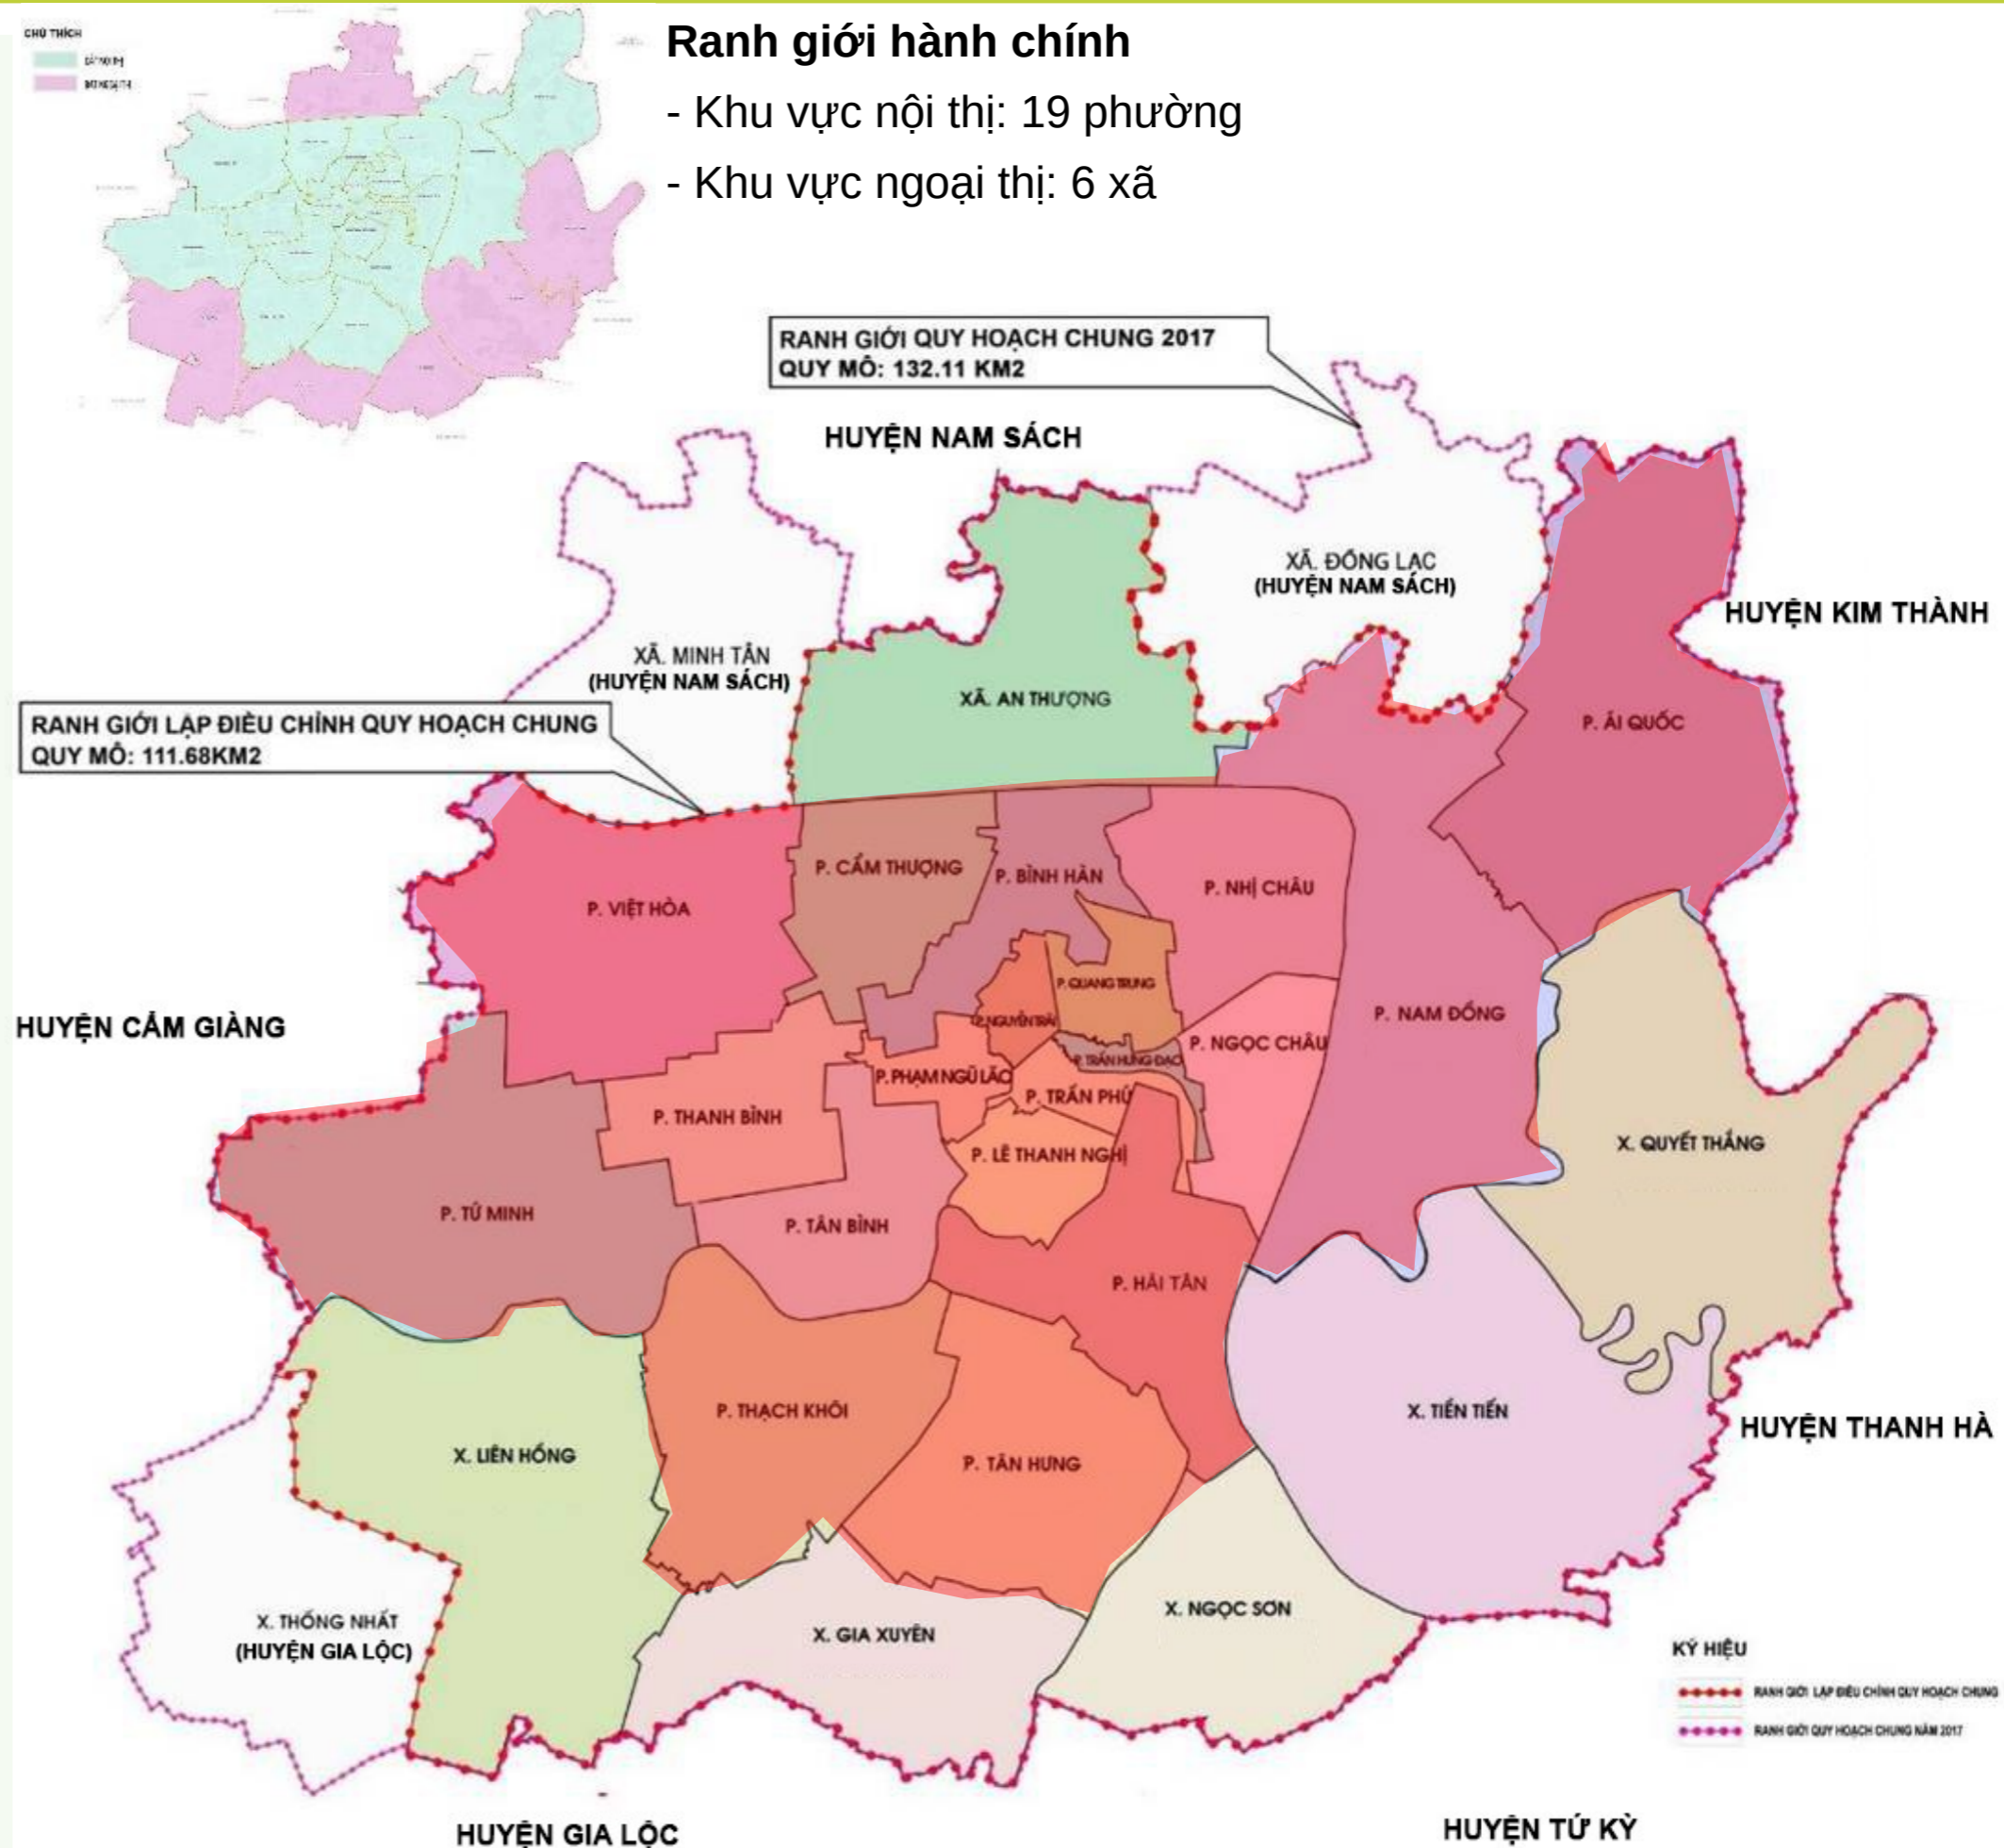 CHÚ THÍCH
Ranh giới hành chính
- Khu vực nội thị: 19 phường
- Khu vực ngoại thị: 6 xã
RANH GIỚI QUY HOẠCH CHUNG 2017
QUY MÔ: 132.11 KM2
HUYỆN NAM SÁCH
XÃ. ĐỒNG LẠC
(HUYỆN NAM SÁCH)
HUYỆN KIM THÀNH
XÃ. MINH TÂN
(HUYỆN NAM SÁCH)
XÃ. AN THƯỢNG
P. ÁI QUỐC
RANH GIỚI LẬP ĐIỀU CHỈNH QUY HOẠCH CHUNG
QUY MÔ: 111.68KM2
P. CẨM THƯỢNG
P. BÌNH HÀN
P. NHỊ CHÂU
P. VIỆT HÒA
P. QUANG TRUNG
P. NGUYỄN TRÃI
P. NAM ĐỒNG
HUYỆN CẨM GIÀNG
P. NGỌC CHÂU
P. TRẦN HƯNG ĐẠO
P. PHẠM NGŨ LÃO
P. TRẦN PHÚ
P. THANH BÌNH
P. LÊ THANH NGHỊ
X. QUYẾT THẮNG
P. TỨ MINH
P. TÂN BÌNH
P. HẢI TÂN
P. THẠCH KHÔI
X. TIỀN TIẾN
HUYỆN THANH HÀ
X. LIÊN HỒNG
P. TÂN HƯNG
X. THỐNG NHẤT
(HUYỆN GIA LỘC)
X. GIA XUYÊN
X. NGỌC SƠN
KÝ HIỆU
RANH GIỚI LẬP ĐIỀU CHỈNH QUY HOẠCH CHUNG
RANH GIỚI QUY HOẠCH CHUNG NĂM 2017
HUYỆN GIA LỘC
HUYỆN TỨ KỲ